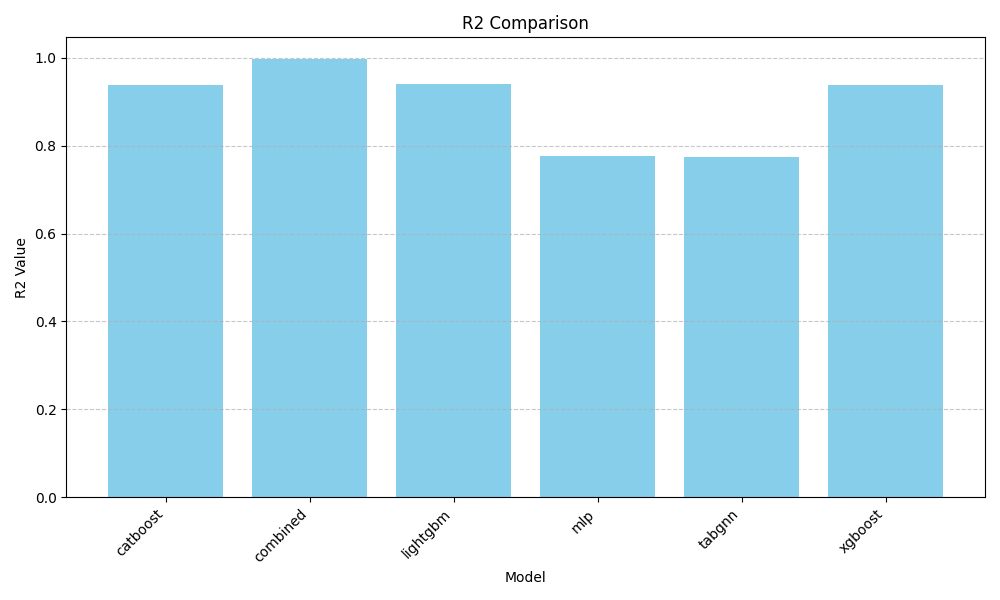 R2 Comparison
R2 Value
1.0
0.8
0.6
0.4
0.2
0.0
catboost
combined
lightgbm
mlp
tabgnn
xgboost
Model